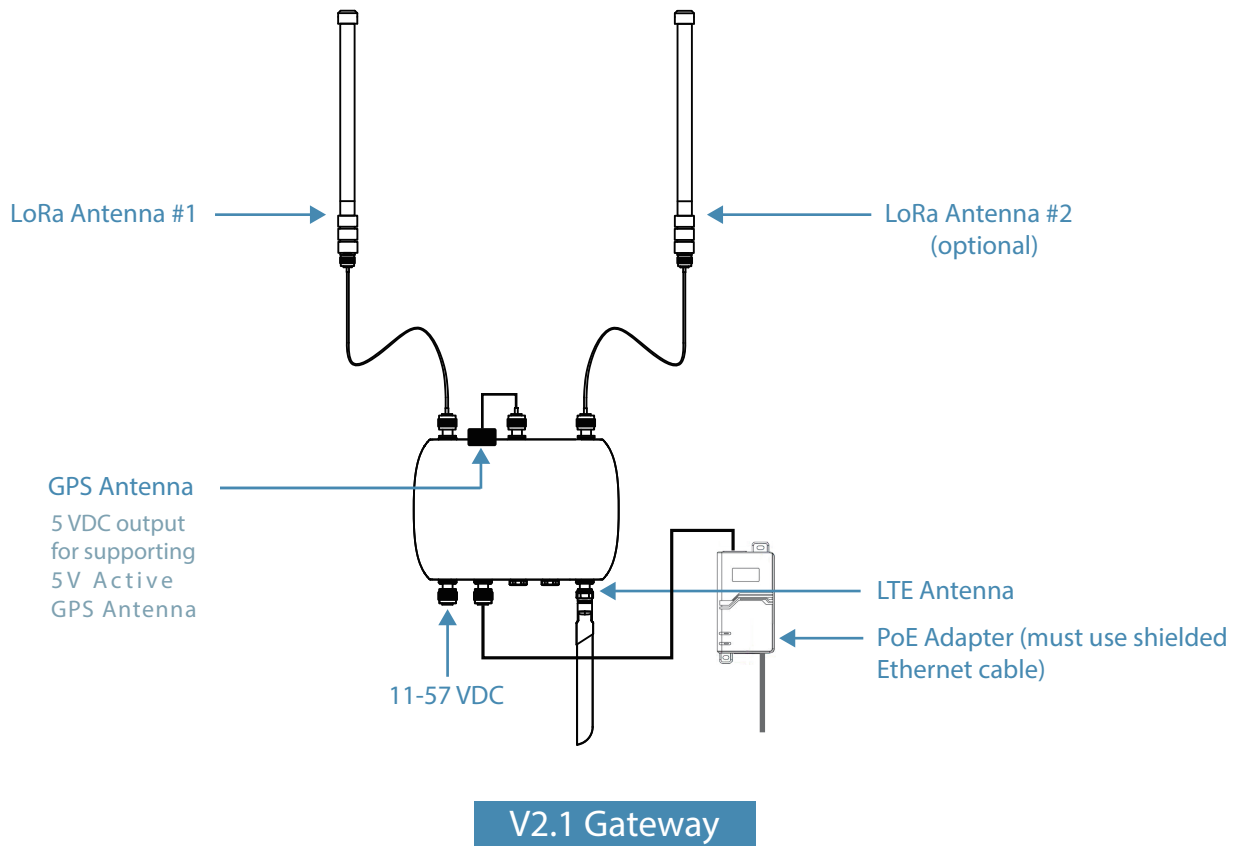 LoRa Antenna #1
LoRa Antenna #2
(optional)
GPS Antenna
5 VDC output
for supporting
5V Active
GPS Antenna
LTE Antenna
PoE Adapter (must use shielded
Ethernet cable)
11-57 VDC
V2.1 Gateway